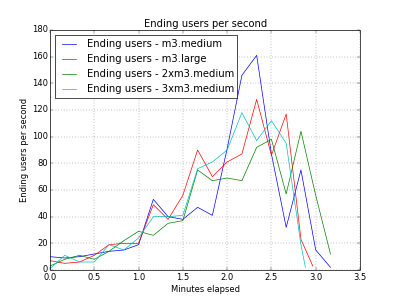 Ending users per second
180
160
140
120
100
80
60
40
20
0
Ending users per second
Ending users - m3.medium
Ending users - m3.large
Ending users - 2xm3.medium
Ending users - 3xm3.medium
0.0 0.5 1.0 1.5 2.0 2.5 3.0 3.5
Minutes elapsed